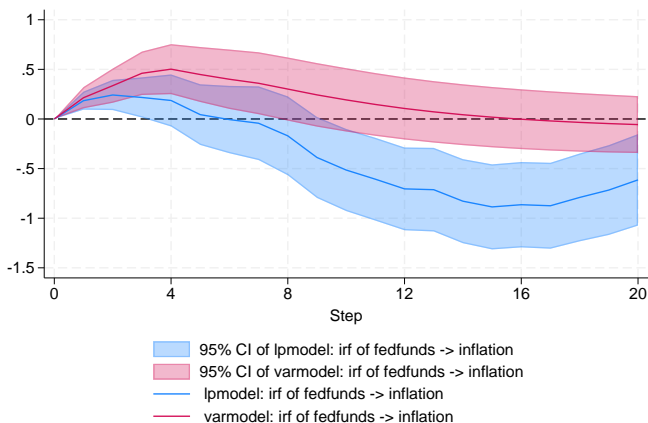 1
.5
0
-.5
-1
-1.5
0 4 8 12 16 20
Step
95% CI of lpmodel: irf of fedfunds -> inflation
95% CI of varmodel: irf of fedfunds -> inflation
lpmodel: irf of fedfunds -> inflation
varmodel: irf of fedfunds -> inflation